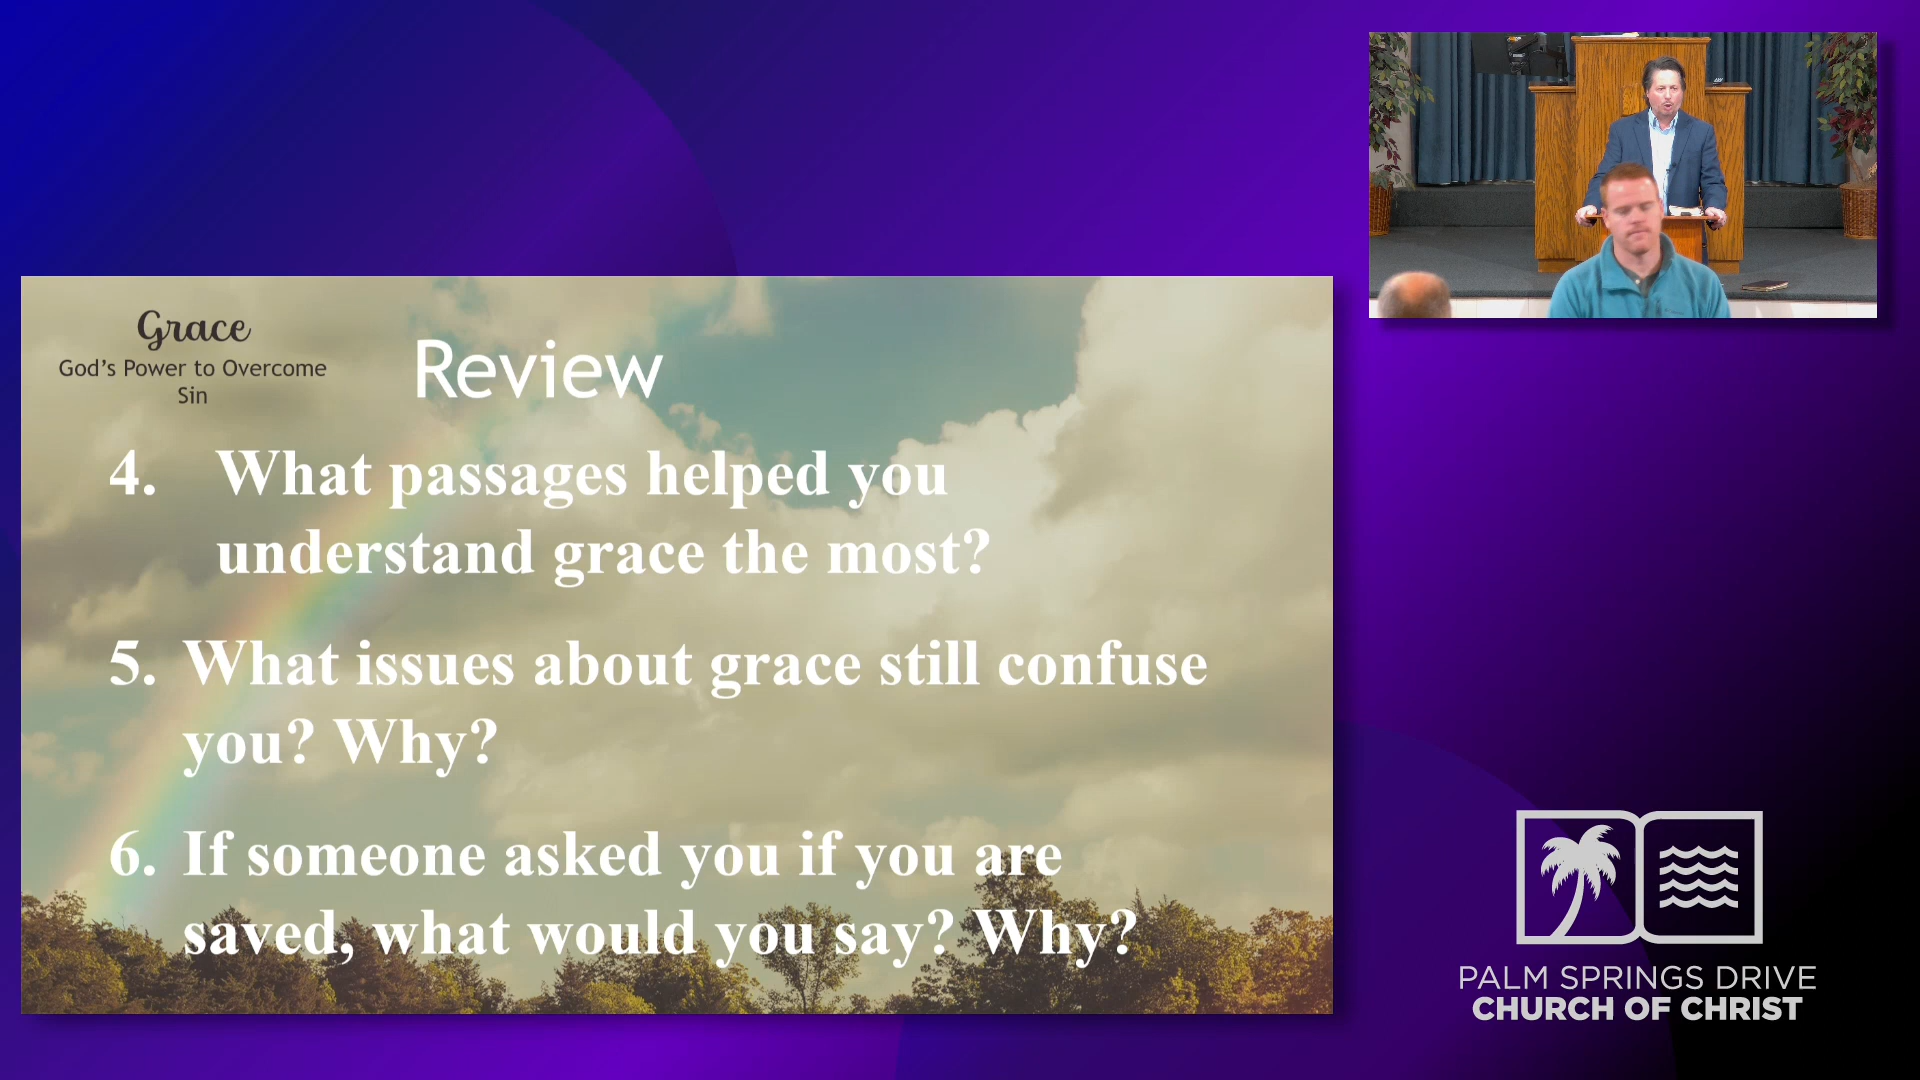 Grace
God's Power to Overcome
Sin
Review
4. What passages helped you
understand grace the most?
5. What issues about grace still confuse
you? Why?
6. If someone asked you if you are
saved, what would you say? Why?
PALM SPRINGS DRIVE
CHURCH OF CHRIST